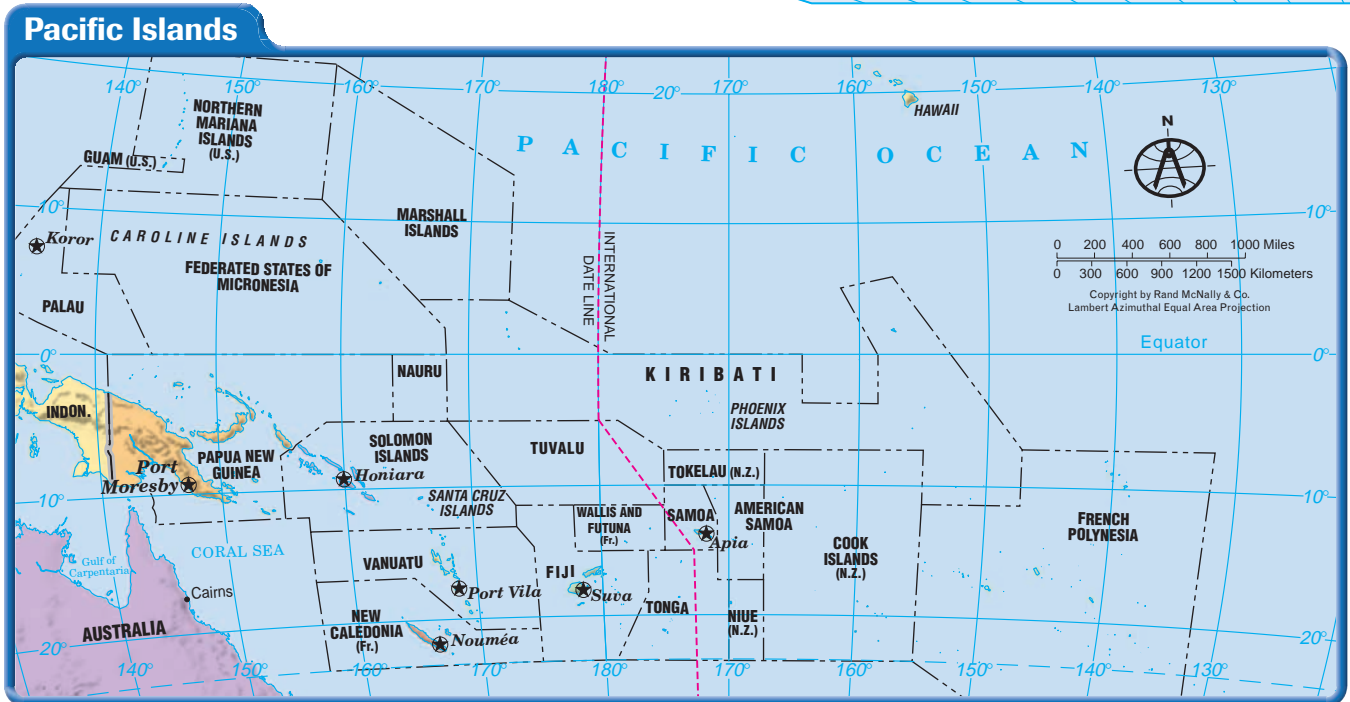 Pacific Islands
140° 150° 160° 170° 180° 20° 170° 160° 150° 140° 130°
HAWAII
NORTHERN
MARIANA
ISLANDS
(U.S.)
GUAM (U.S.)
PACIFIC OCEAN
N
10°
10°
MARSHALL
ISLANDS
Koror
CAROLINE ISLANDS
FEDERATED STATES OF
MICRONESIA
PALAU
INTERNATIONAL
DATE LINE
0 200 400 600 800 1000 Miles
0 300 600 900 1200 1500 Kilometers
Copyright by Rand McNally & Co.
Lambert Azimuthal Equal Area Projection
Equator
0°
0°
NAURU
KIRIBATI
PHOENIX
ISLANDS
INDON.
PAPUA NEW
GUINEA
Port
Moresby
SOLOMON
ISLANDS
Honiara
SANTA CRUZ
ISLANDS
TUVALU
TOKELAU (N.Z.)
10°
10°
WALLIS AND
FUTUNA
(Fr.)
SAMOA
Apia
AMERICAN
SAMOA
COOK
ISLANDS
(N.Z.)
FRENCH
POLYNESIA
CORAL SEA
Gulf of
Carpentaria
Cairns
AUSTRALIA
VANUATU
Port Vila
FIJI
Suva
TONGA
NIUE
(N.Z.)
NEW
CALEDONIA
(Fr.)
Nouméa
20°
20°
140° 150° 160° 170° 180° 170° 160° 150° 140° 130°